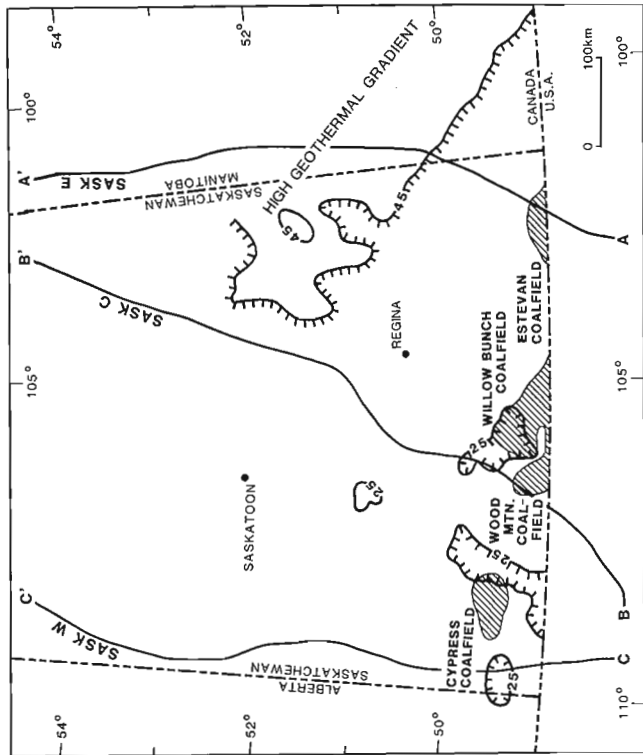 54°
52°
50°
100°
A'
SASK E
MANITOBA
SASKATCHEWAN
HIGH GEOTHERMAL GRADIENT
45
45
CANADA
U.S.A.
0 100km
100°
B'
SASK C
REGINA
A
ESTEVAN
COALFIELD
WILLOW BUNCH
COALFIELD
105°
105°
SASKATOON
25
25
WOOD
MTN.
COAL-
FIELD
25
B
C'
SASK W
CYPRESS
COALFIELD
SASKATCHEWAN
ALBERTA
25
C
110°
54°
52°
50°